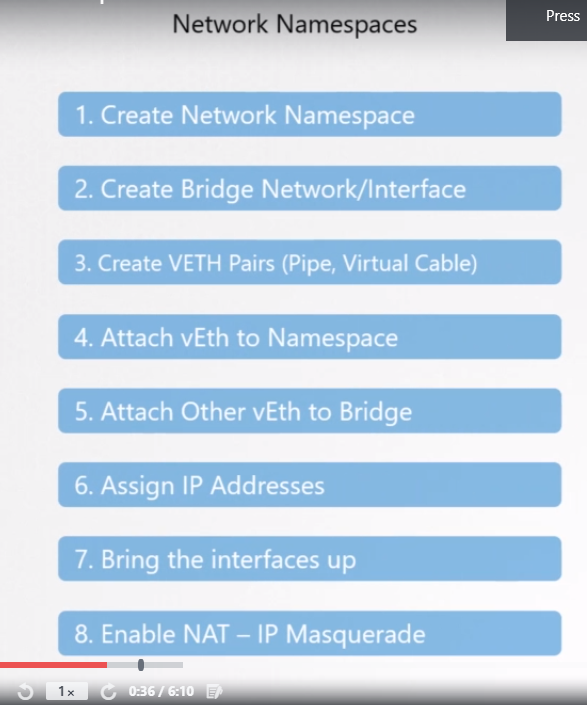 Press
Network Namespaces
1. Create Network Namespace
2. Create Bridge Network/Interface
3. Create VETH Pairs (Pipe, Virtual Cable)
4. Attach vEth to Namespace
5. Attach Other vEth to Bridge
6. Assign IP Addresses
7. Bring the interfaces up
8. Enable NAT – IP Masquerade
1x 0:36 / 6:10